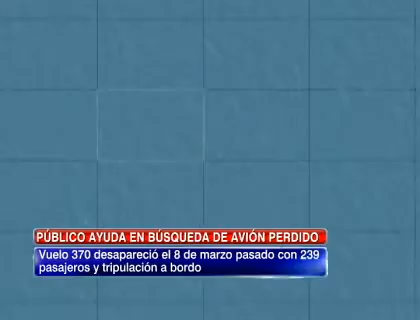 PÚBLICO AYUDA EN BÚSQUEDA DE AVIÓN PERDIDO
Vuelo 370 desapareció el 8 de marzo pasado con 239
pasajeros y tripulación a bordo